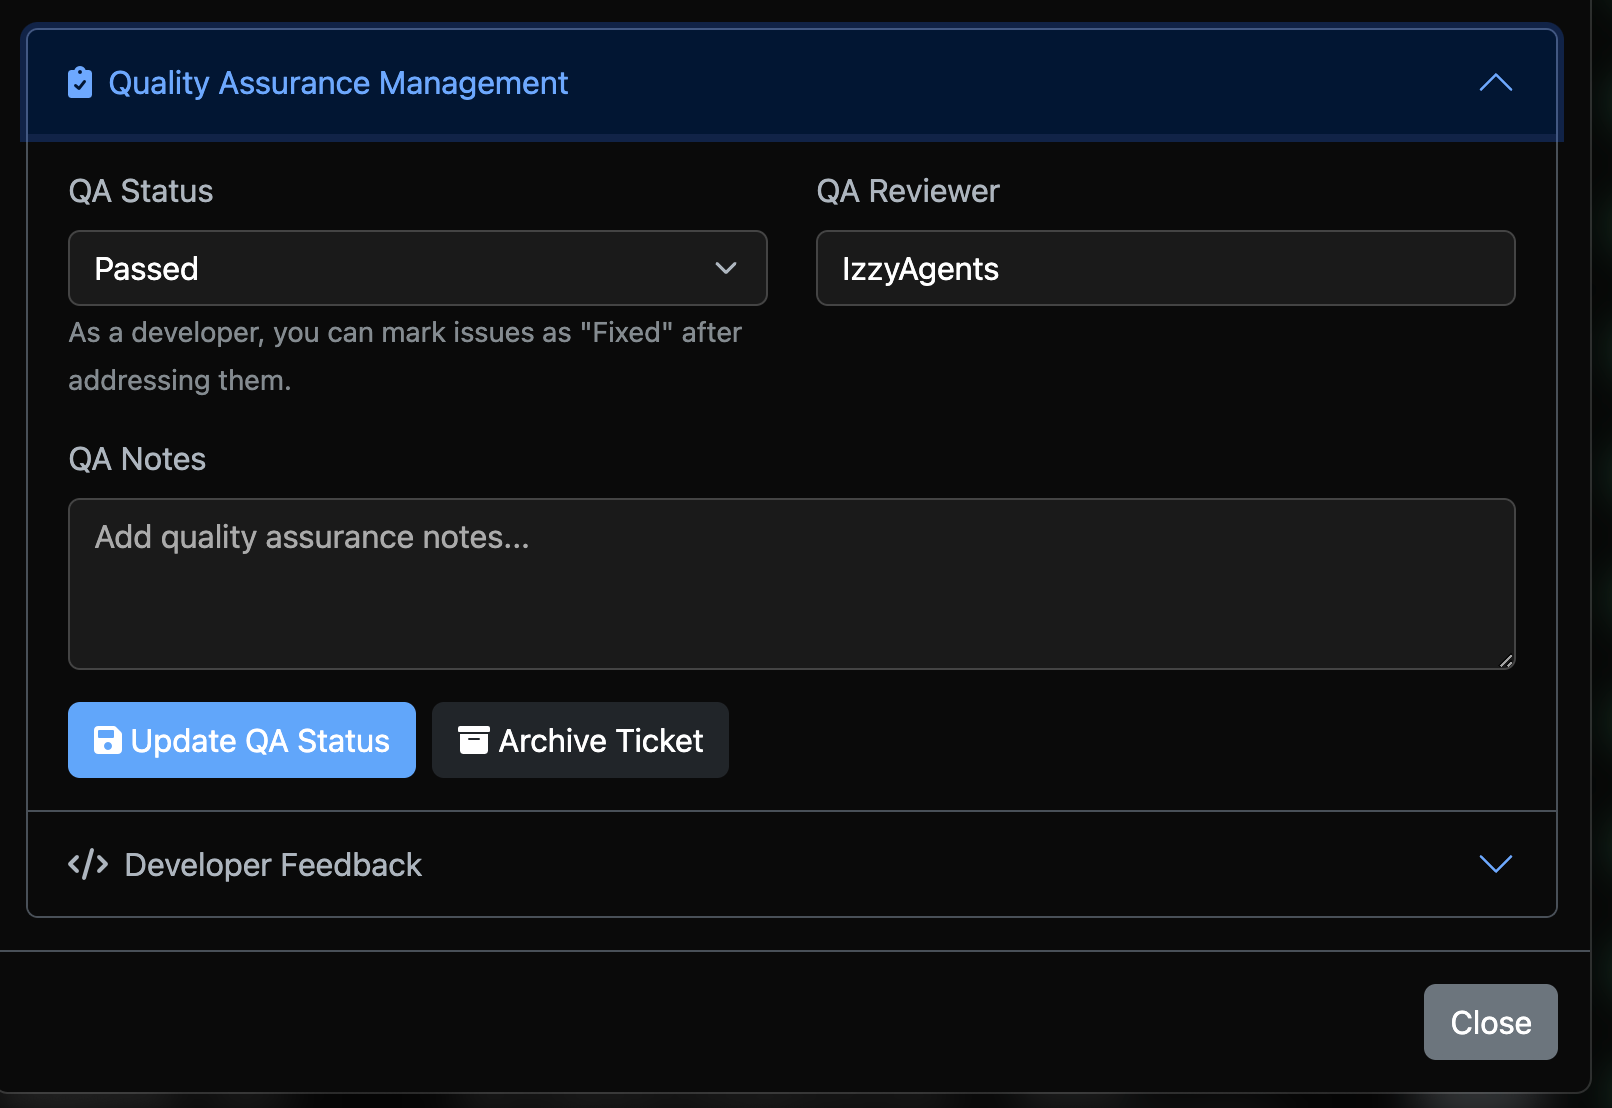 Quality Assurance Management
QA Status
QA Reviewer
Passed
IzzyAgents
As a developer, you can mark issues as "Fixed" after
addressing them.
QA Notes
Add quality assurance notes...
Update QA Status
Archive Ticket
</> Developer Feedback
Close